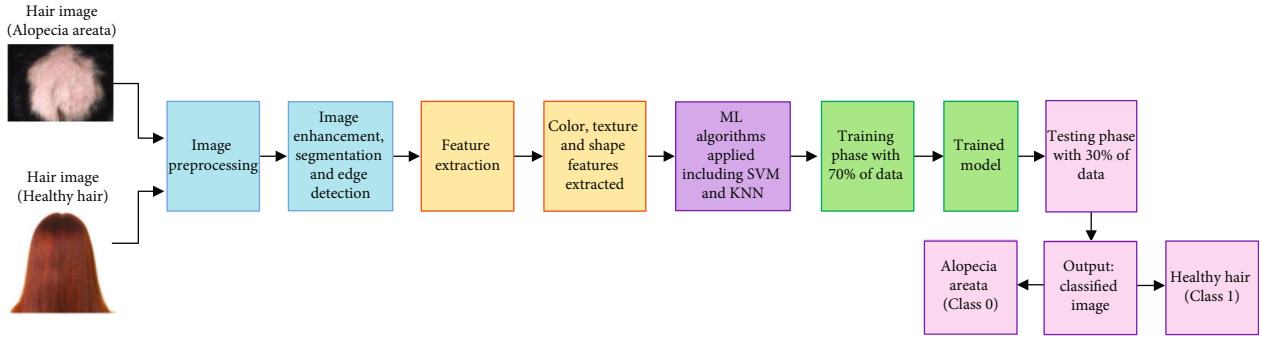 Hair image
(Alopecia areata)
Hair image
(Healthy hair)
Image
preprocessing
Image
enhancement,
segmentation
and edge
detection
Feature
extraction
Color, texture
and shape
features
extracted
ML
algorithms
applied
including SVM
and KNN
Training
phase with
70% of data
Trained
model
Testing phase
with 30% of
data
Alopecia
areata
(Class 0)
Output:
classified
image
Healthy hair
(Class 1)